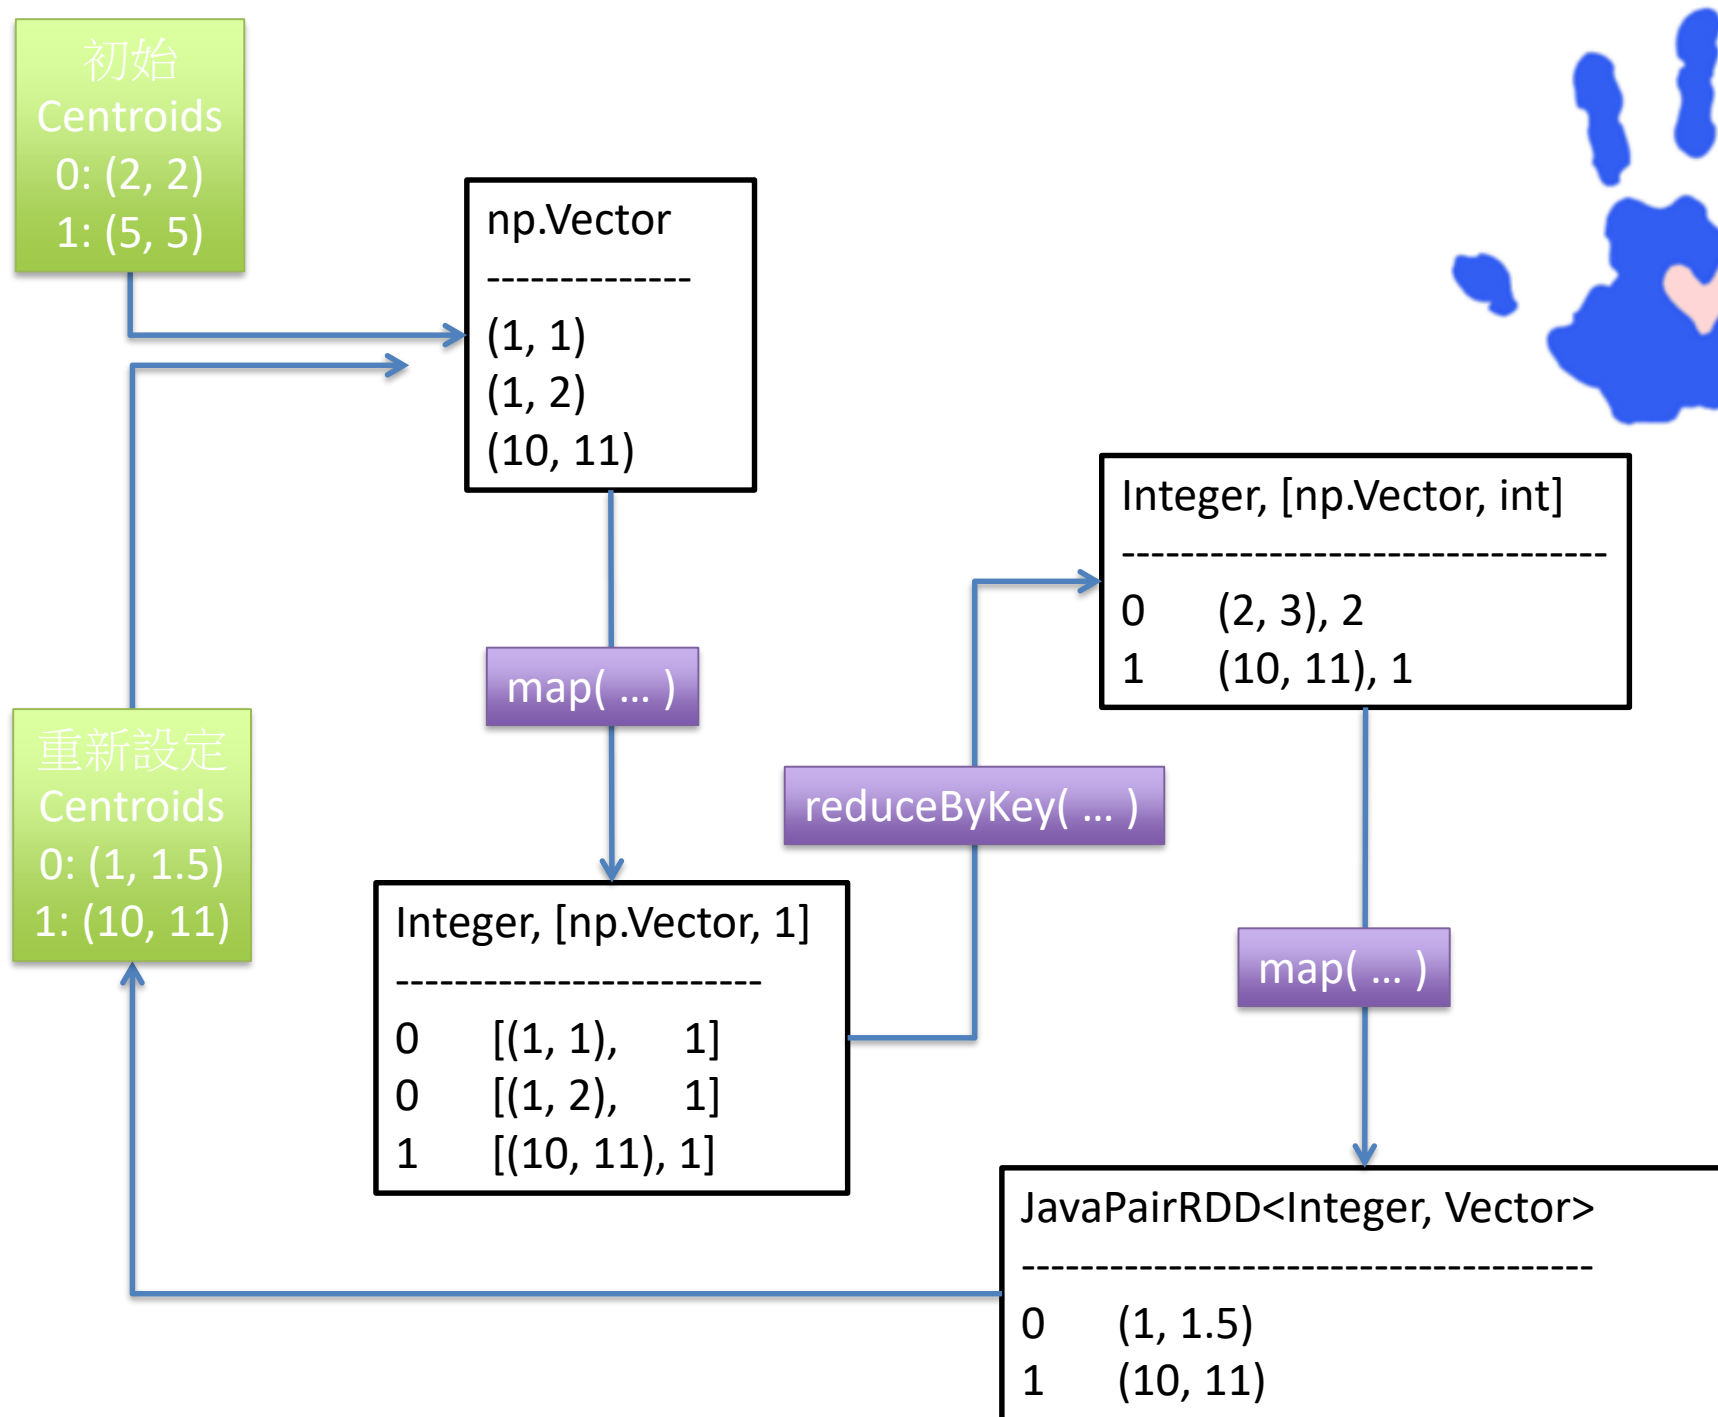 初始
Centroids
0: (2, 2)
1: (5, 5)
np.Vector
--------------
(1, 1)
(1, 2)
(10, 11)
map( ... )
Integer, [np.Vector, 1]
-------------------------
0 [(1, 1), 1]
0 [(1, 2), 1]
1 [(10, 11), 1]
reduceByKey( ... )
Integer, [np.Vector, int]
---------------------------------
0 (2, 3), 2
1 (10, 11), 1
map( ... )
JavaPairRDD<Integer, Vector>
---------------------------------------
0 (1, 1.5)
1 (10, 11)
重新設定
Centroids
0: (1, 1.5)
1: (10, 11)